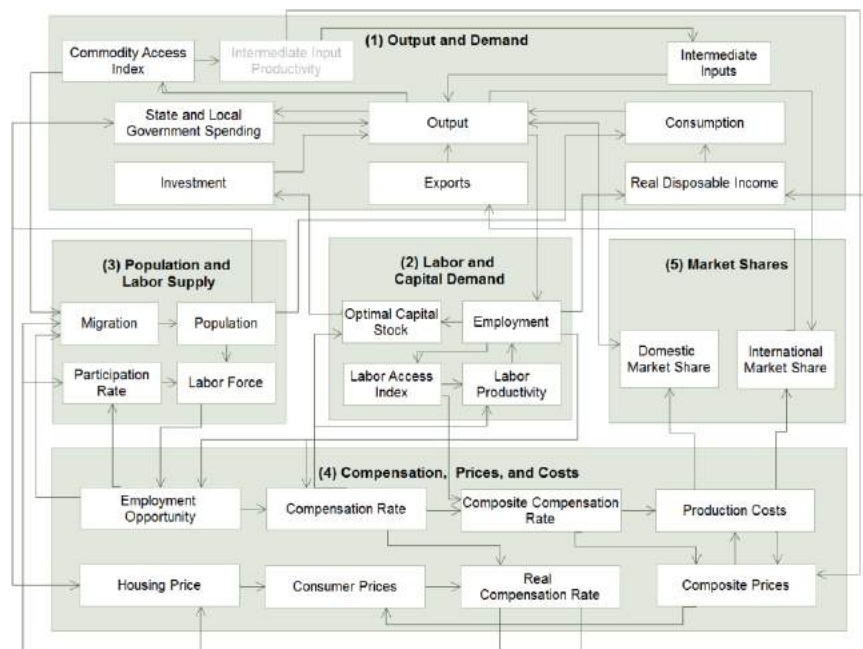 (1) Output and Demand
Commodity Access
Index
Intermediate Input
Productivity
Intermediate
Inputs
State and Local
Government Spending
Output
Consumption
Investment
Exports
Real Disposable Income
(3) Population and
Labor Supply
Migration
Population
Participation
Rate
Labor Force
(2) Labor and
Capital Demand
Optimal Capital
Stock
Employment
Labor Access
Index
Labor
Productivity
(5) Market Shares
Domestic
Market Share
International
Market Share
(4) Compensation, Prices, and Costs
Employment
Opportunity
Compensation Rate
Composite Compensation
Rate
Production Costs
Housing Price
Consumer Prices
Real
Compensation Rate
Composite Prices